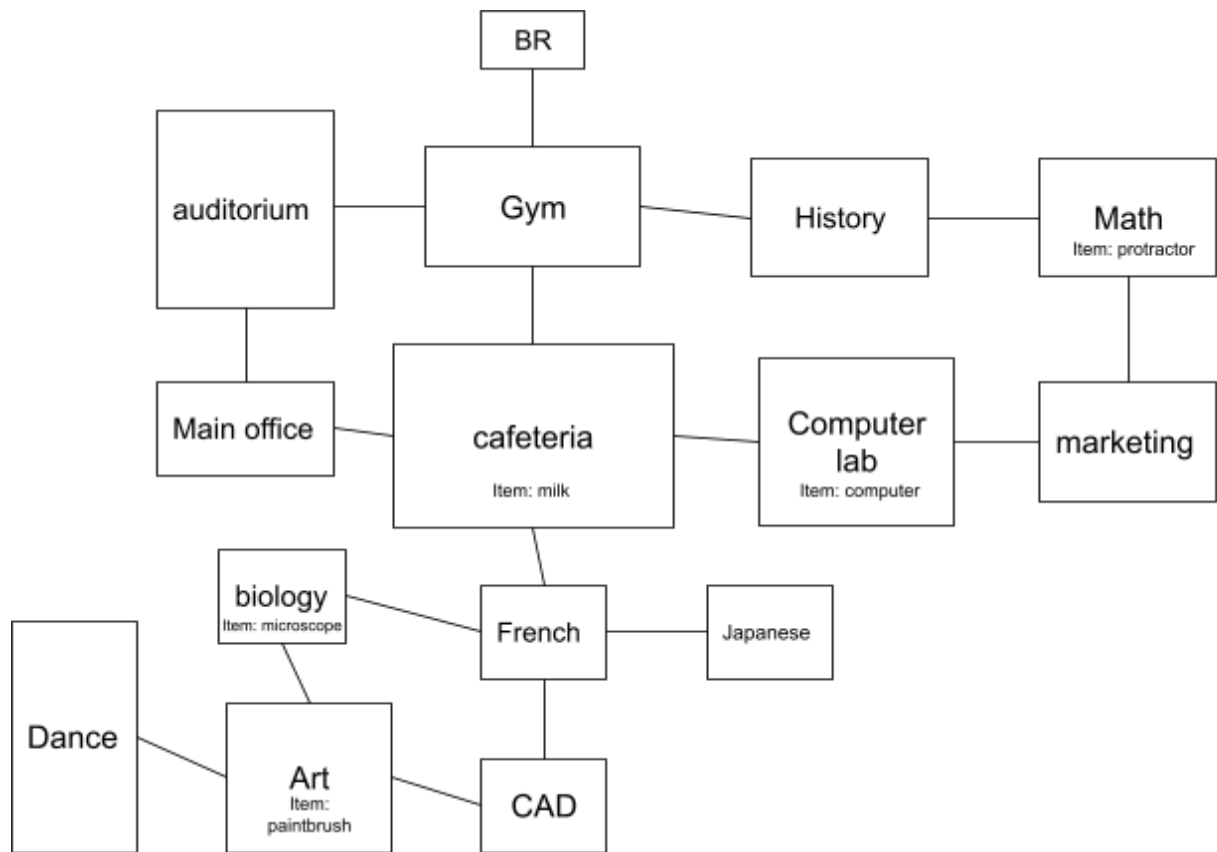 BR
auditorium
Gym
History
Math
Item: protractor
Main office
cafeteria
Item: milk
Computer
lab
Item: computer
marketing
biology
Item: microscope
French
Japanese
Dance
Art
Item:
paintbrush
CAD